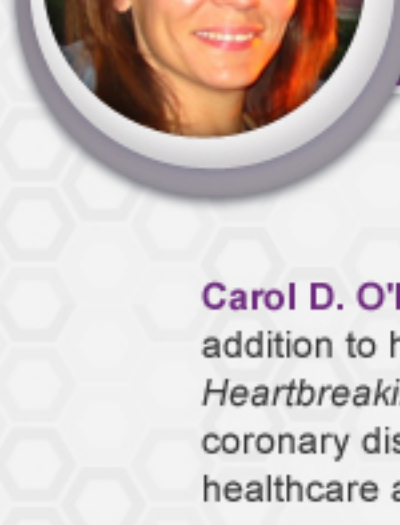 Carol D. O'
addition to
Heartbreaki
coronary dis
healthcare a